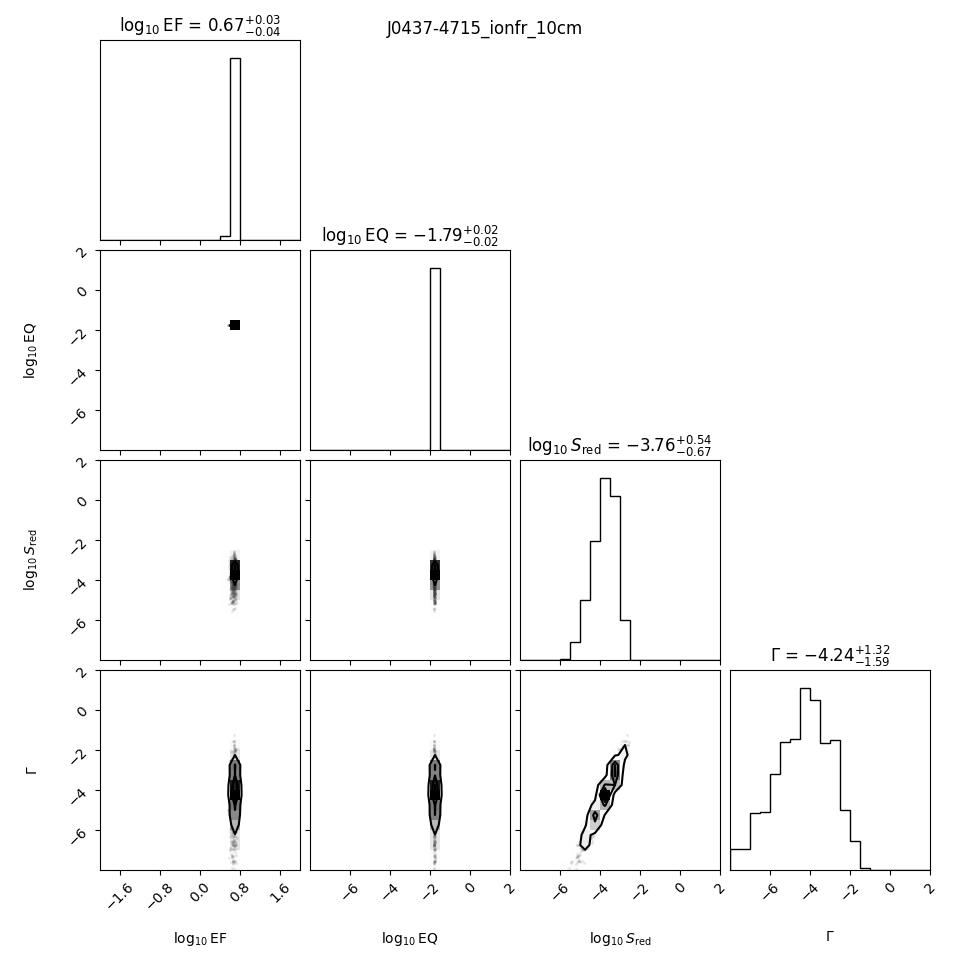 log₁₀ EF = 0.67⁺⁰·⁰³₋₀.₀₄
J0437-4715_ionfr_10cm
log₁₀ EQ = −1.79⁺⁰·⁰²₋₀.₀₂
2
0
−2
−4
−6
log₁₀ EQ
log₁₀ S_red = −3.76⁺⁰·⁵⁴₋₀.₆₇
2
0
−2
−4
−6
log₁₀ S_red
Γ = −4.24⁺¹·³²₋₁.₅₉
2
0
−2
−4
−6
Γ
−1.6 −0.8 0.0 0.8 1.6 −6 −4 −2 0 2 −6 −4 −2 0 2 −6 −4 −2 0 2
log₁₀ EF log₁₀ EQ log₁₀ S_red Γ